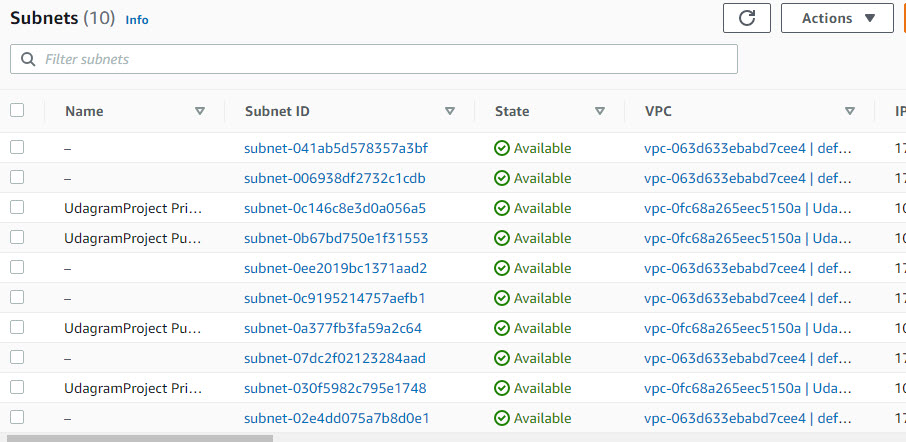 Subnets (10) Info
Actions
Filter subnets
Name Subnet ID State VPC IP
– subnet-041ab5d578357a3bf Available vpc-063d633ebabd7cee4 | def… 17
– subnet-006938df2732c1cdb Available vpc-063d633ebabd7cee4 | def… 17
UdagramProject Pri… subnet-0c146c8e3d0a056a5 Available vpc-0fc68a265eec5150a | Uda… 10
UdagramProject Pu… subnet-0b67bd750e1f31553 Available vpc-0fc68a265eec5150a | Uda… 10
– subnet-0ee2019bc1371aad2 Available vpc-063d633ebabd7cee4 | def… 17
– subnet-0c9195214757aefb1 Available vpc-063d633ebabd7cee4 | def… 17
UdagramProject Pu… subnet-0a377fb3fa59a2c64 Available vpc-0fc68a265eec5150a | Uda… 10
– subnet-07dc2f02123284aad Available vpc-063d633ebabd7cee4 | def… 17
UdagramProject Pri… subnet-030f5982c795e1748 Available vpc-0fc68a265eec5150a | Uda… 10
– subnet-02e4dd075a7b8d0e1 Available vpc-063d633ebabd7cee4 | def… 17